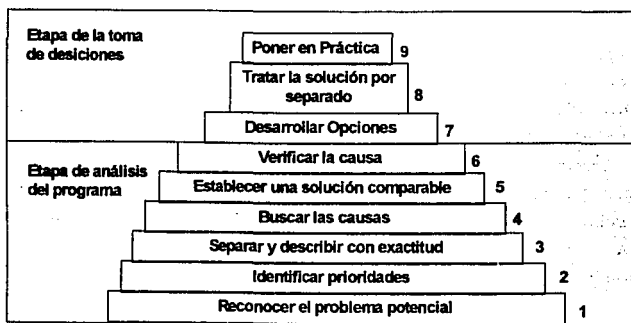 Etapa de la toma
de desiciones
Poner en Práctica 9
Tratar la solución por
separado 8
Desarrollar Opciones 7
Etapa de análisis
del programa
Verificar la causa 6
Establecer una solución comparable 5
Buscar las causas 4
Separar y describir con exactitud 3
Identificar prioridades 2
Reconocer el problema potencial 1